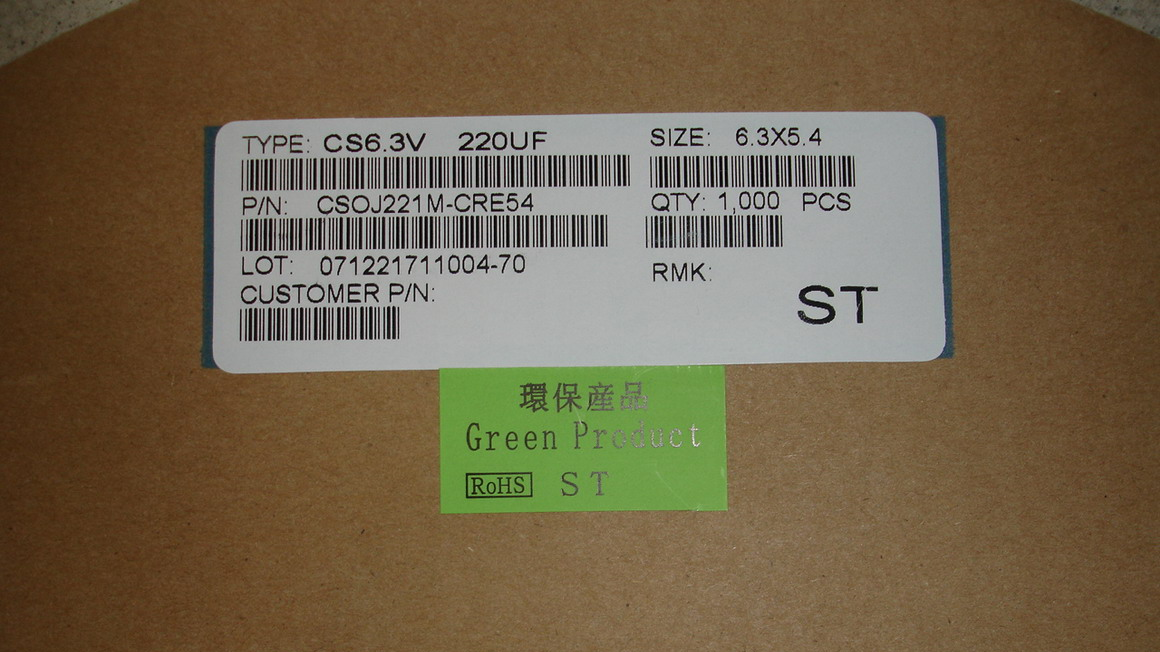 TYPE: CS6.3V 220UF
SIZE: 6.3X5.4
P/N: CSOJ221M-CRE54
QTY: 1,000 PCS
LOT: 071221711004-70
RMK:
CUSTOMER P/N:
ST
環保産品
Green Product
RoHS ST